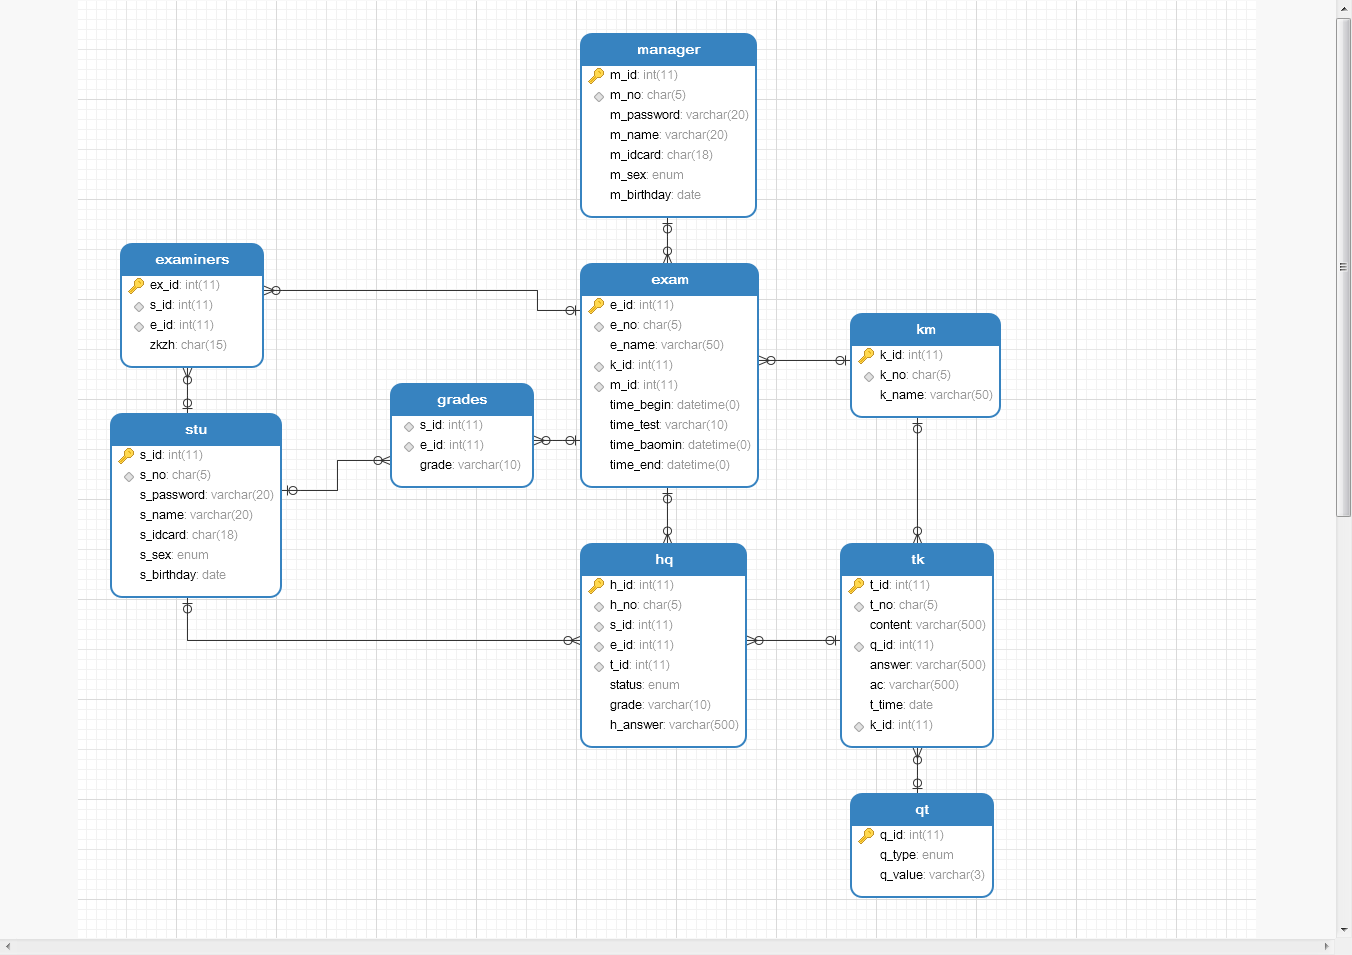 manager
m_id: int(11)
m_no: char(5)
m_password: varchar(20)
m_name: varchar(20)
m_idcard: char(18)
m_sex: enum
m_birthday: date
examiners
ex_id: int(11)
s_id: int(11)
e_id: int(11)
zkzh: char(15)
exam
e_id: int(11)
e_no: char(5)
e_name: varchar(50)
k_id: int(11)
m_id: int(11)
time_begin: datetime(0)
time_test: varchar(10)
time_baomin: datetime(0)
time_end: datetime(0)
km
k_id: int(11)
k_no: char(5)
k_name: varchar(50)
grades
s_id: int(11)
e_id: int(11)
grade: varchar(10)
stu
s_id: int(11)
s_no: char(5)
s_password: varchar(20)
s_name: varchar(20)
s_idcard: char(18)
s_sex: enum
s_birthday: date
hq
h_id: int(11)
h_no: char(5)
s_id: int(11)
e_id: int(11)
t_id: int(11)
status: enum
grade: varchar(10)
h_answer: varchar(500)
tk
t_id: int(11)
t_no: char(5)
content: varchar(500)
q_id: int(11)
answer: varchar(500)
ac: varchar(500)
t_time: date
k_id: int(11)
qt
q_id: int(11)
q_type: enum
q_value: varchar(3)